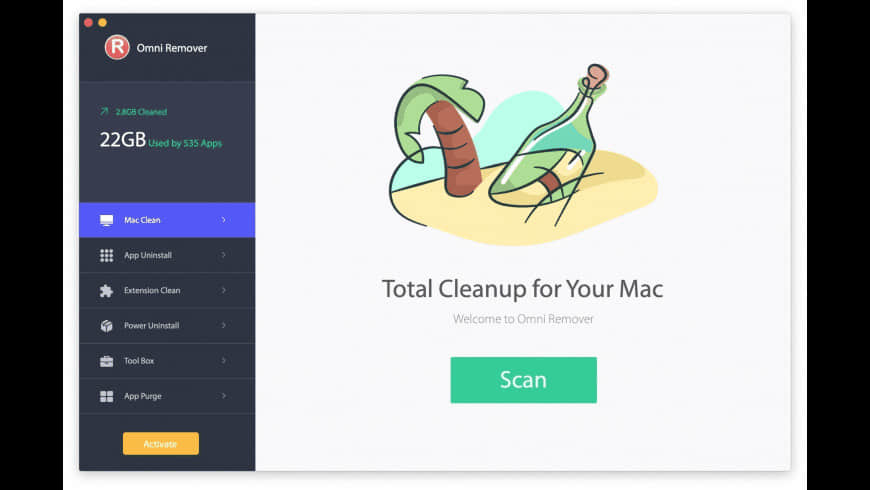 R Omni Remover
2.8GB Cleaned
22GB Used by 535 Apps
Mac Clean
App Uninstall
Extension Clean
Power Uninstall
Tool Box
App Purge
Activate
Total Cleanup for Your Mac
Welcome to Omni Remover
Scan